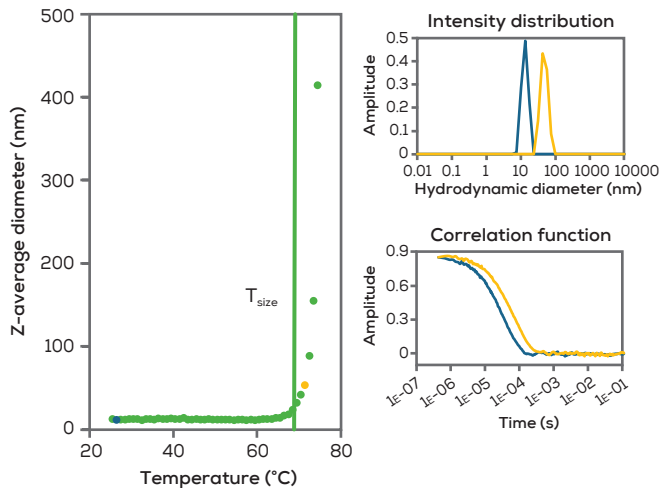 500
400
300
200
100
0
Z-average diameter (nm)
T size
20 40 60 80
Temperature (°C)
Intensity distribution
0.5
0.4
0.3
0.2
0.1
0
Amplitude
0.01 0.1 1 10 100 1000 10000
Hydrodynamic diameter (nm)
Correlation function
0.9
0.6
0.3
0
Amplitude
1E-07 1E-06 1E-05 1E-04 1E-03 1E-02 1E-01
Time (s)